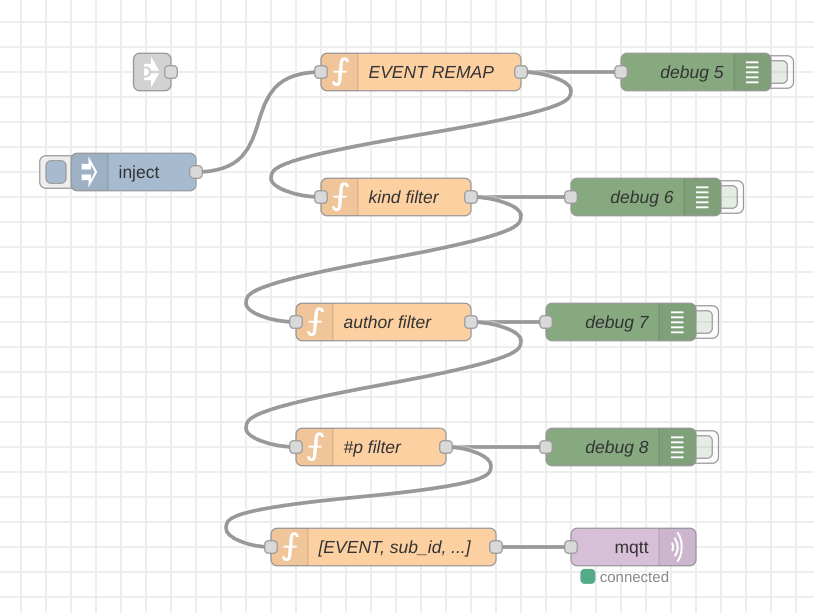 EVENT REMAP
debug 5
inject
kind filter
debug 6
author filter
debug 7
#p filter
debug 8
[EVENT, sub_id, ...]
mqtt
connected